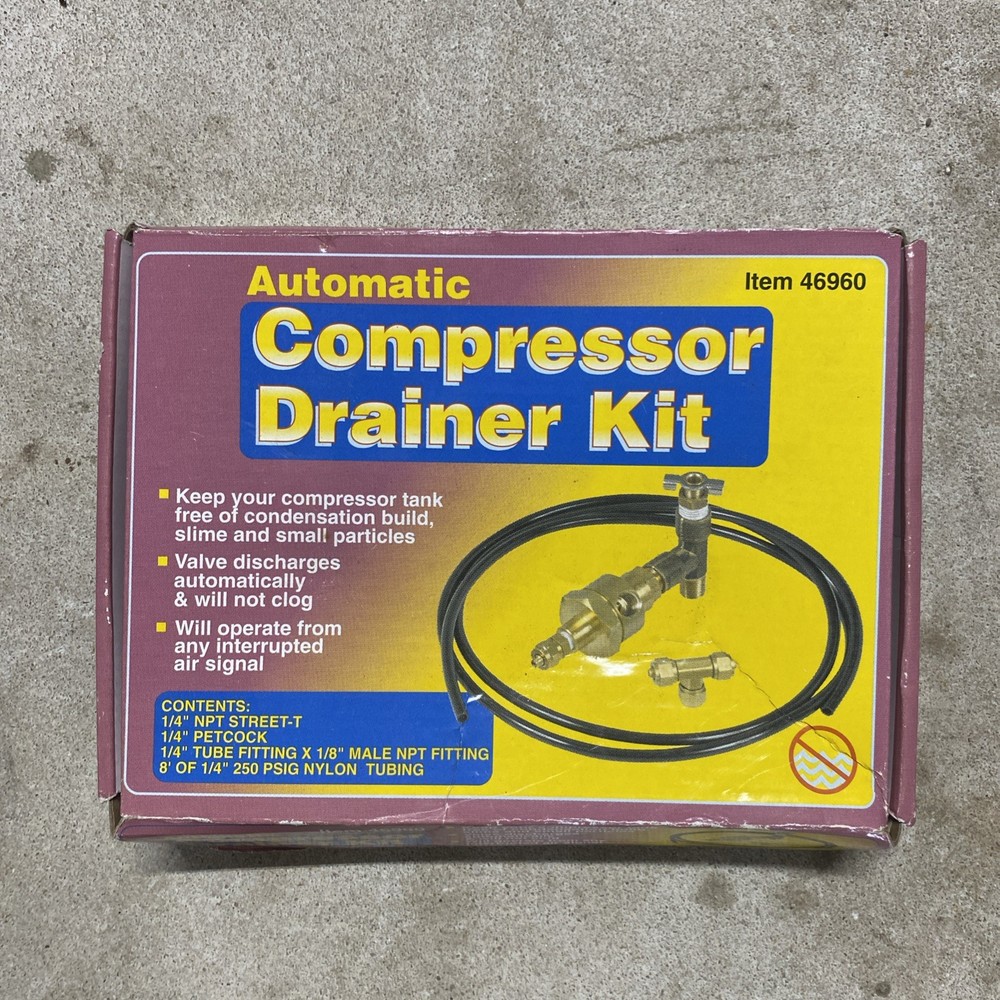 Automatic
Item 46960
Compressor
Drainer Kit
Keep your compressor tank
free of condensation build,
slime and small particles
Valve discharges
automatically
& will not clog
Will operate from
any interrupted
air signal
CONTENTS:
1/4" NPT STREET-T
1/4" PETCOCK
1/4" TUBE FITTING X 1/8" MALE NPT FITTING
8' OF 1/4" 250 PSIG NYLON TUBING